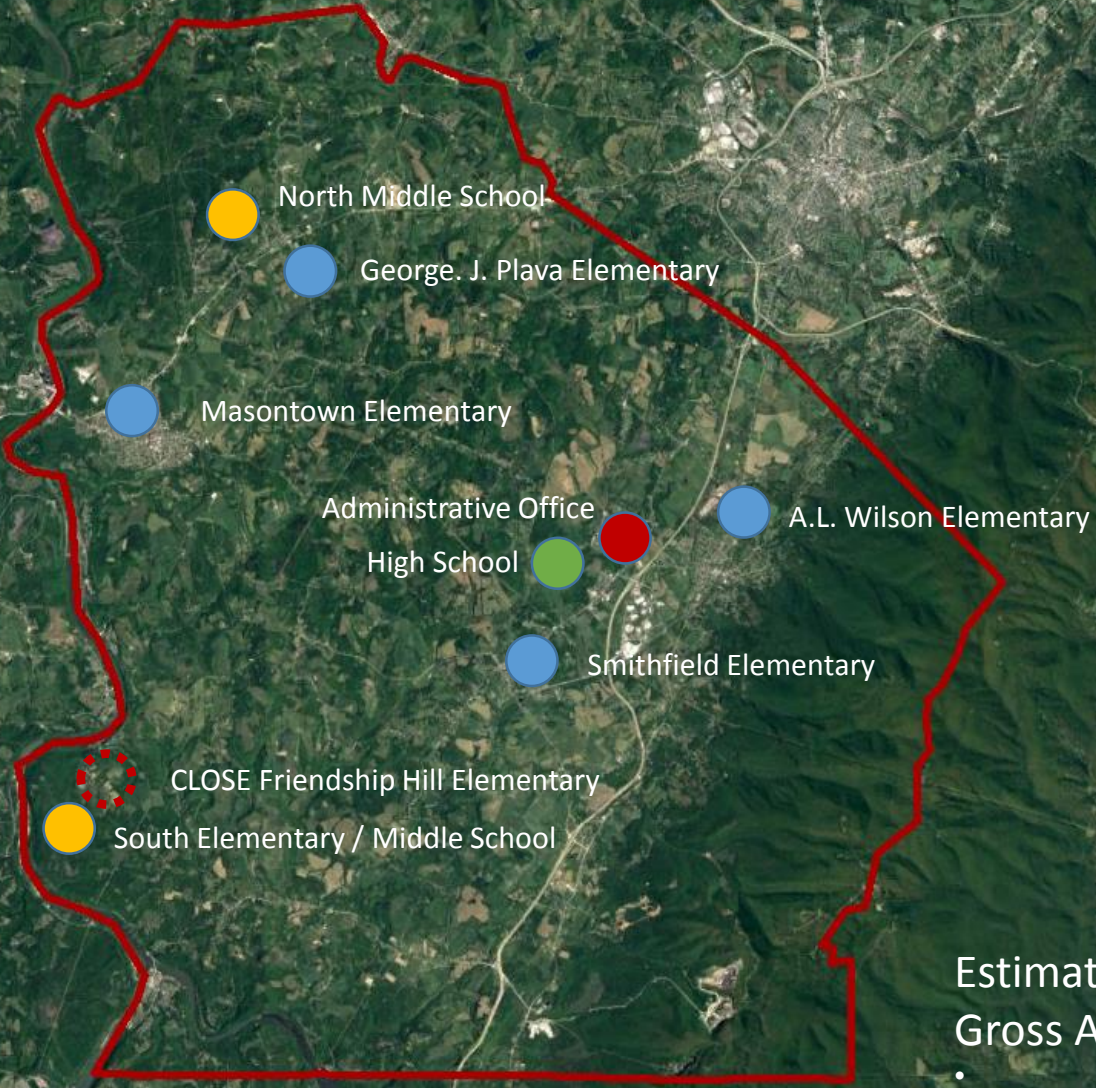 North Middle School
George. J. Plava Elementary
Masontown Elementary
Administrative Office
A.L. Wilson Elementary
High School
Smithfield Elementary
CLOSE Friendship Hill Elementary
South Elementary / Middle School
Estimat
Gross A
•